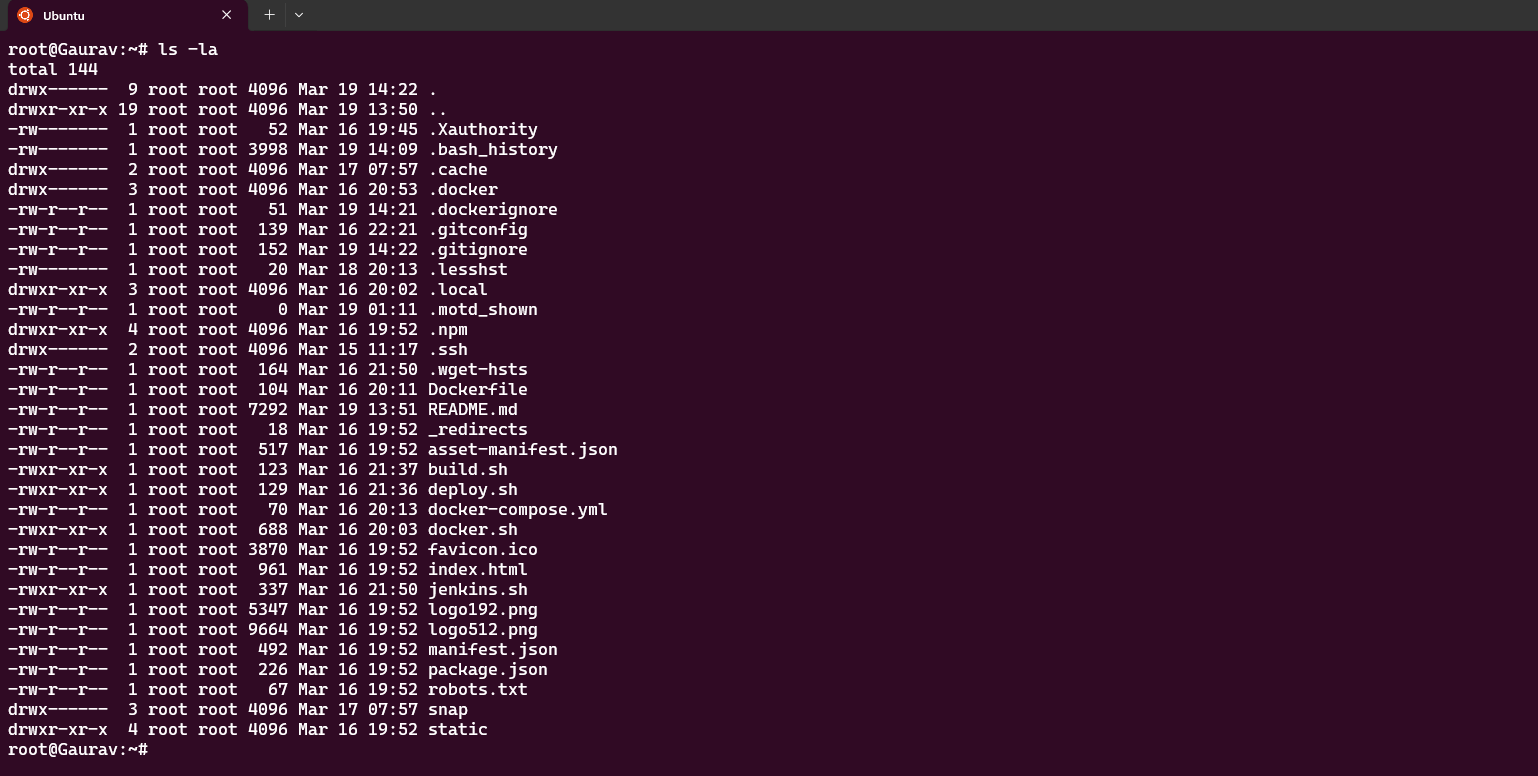 Ubuntu
root@Gaurav:~# ls -la
total 144
drwx------  9 root root 4096 Mar 19 14:22 .
drwxr-xr-x 19 root root 4096 Mar 19 13:50 ..
-rw-------  1 root root   52 Mar 16 19:45 .Xauthority
-rw-------  1 root root 3998 Mar 19 14:09 .bash_history
drwx------  2 root root 4096 Mar 17 07:57 .cache
drwx------  3 root root 4096 Mar 16 20:53 .docker
-rw-r--r--  1 root root   51 Mar 19 14:21 .dockerignore
-rw-r--r--  1 root root  139 Mar 16 22:21 .gitconfig
-rw-r--r--  1 root root  152 Mar 19 14:22 .gitignore
-rw-------  1 root root   20 Mar 18 20:13 .lesshst
drwxr-xr-x  3 root root 4096 Mar 16 20:02 .local
-rw-r--r--  1 root root    0 Mar 19 01:11 .motd_shown
drwxr-xr-x  4 root root 4096 Mar 16 19:52 .npm
drwx------  2 root root 4096 Mar 15 11:17 .ssh
-rw-r--r--  1 root root  164 Mar 16 21:50 .wget-hsts
-rw-r--r--  1 root root  104 Mar 16 20:11 Dockerfile
-rw-r--r--  1 root root 7292 Mar 19 13:51 README.md
-rw-r--r--  1 root root   18 Mar 16 19:52 _redirects
-rw-r--r--  1 root root  517 Mar 16 19:52 asset-manifest.json
-rwxr-xr-x  1 root root  123 Mar 16 21:37 build.sh
-rwxr-xr-x  1 root root  129 Mar 16 21:36 deploy.sh
-rw-r--r--  1 root root   70 Mar 16 20:13 docker-compose.yml
-rwxr-xr-x  1 root root  688 Mar 16 20:03 docker.sh
-rw-r--r--  1 root root 3870 Mar 16 19:52 favicon.ico
-rw-r--r--  1 root root  961 Mar 16 19:52 index.html
-rwxr-xr-x  1 root root  337 Mar 16 21:50 jenkins.sh
-rw-r--r--  1 root root 5347 Mar 16 19:52 logo192.png
-rw-r--r--  1 root root 9664 Mar 16 19:52 logo512.png
-rw-r--r--  1 root root  492 Mar 16 19:52 manifest.json
-rw-r--r--  1 root root  226 Mar 16 19:52 package.json
-rw-r--r--  1 root root   67 Mar 16 19:52 robots.txt
drwx------  3 root root 4096 Mar 17 07:57 snap
drwxr-xr-x  4 root root 4096 Mar 16 19:52 static
root@Gaurav:~#